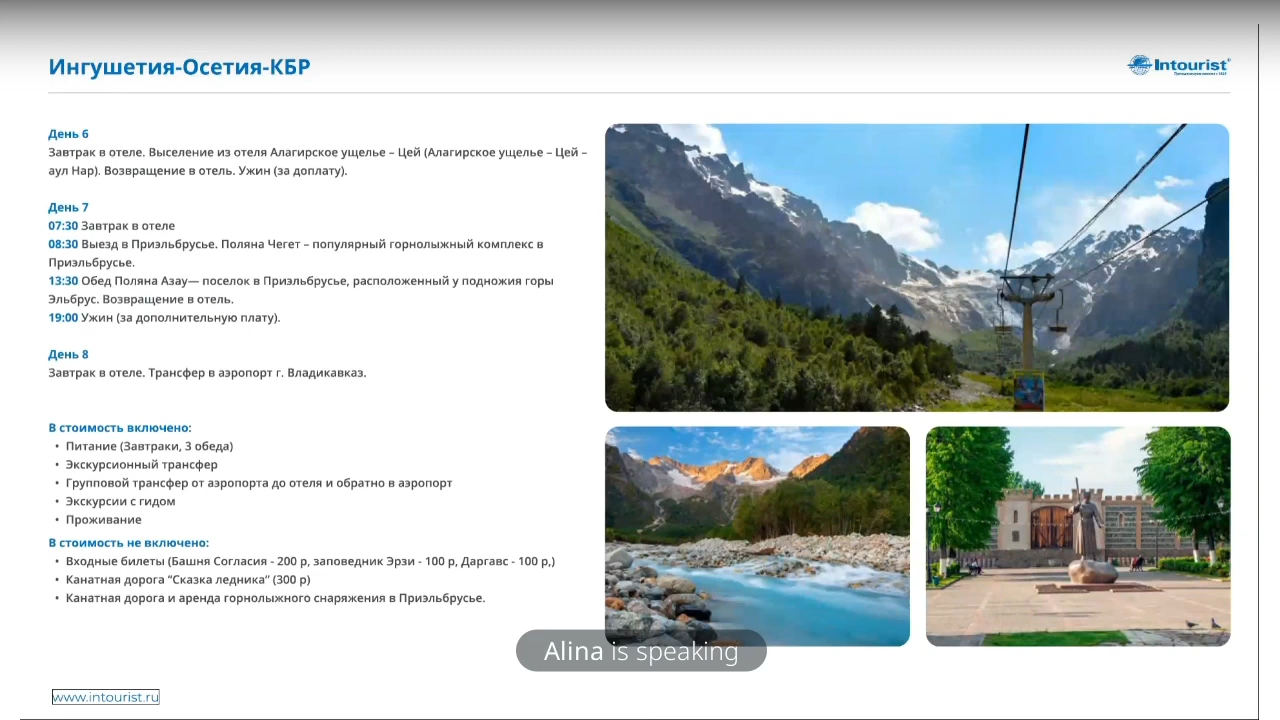 Ингушетия-Осетия-КБР
Intourist
День 6
Завтрак в отеле. Выселение из отеля Алагирское ущелье – Цей (Алагирское ущелье – Цей –
аул Нар). Возвращение в отель. Ужин (за доплату).
День 7
07:30 Завтрак в отеле
08:30 Выезд в Приэльбрусье. Поляна Чегет – популярный горнолыжный комплекс в
Приэльбрусье.
13:30 Обед Поляна Азау— поселок в Приэльбрусье, расположенный у подножия горы
Эльбрус. Возвращение в отель.
19:00 Ужин (за дополнительную плату).
День 8
Завтрак в отеле. Трансфер в аэропорт г. Владикавказ.
В стоимость включено:
• Питание (Завтраки, 3 обеда)
• Экскурсионный трансфер
• Групповой трансфер от аэропорта до отеля и обратно в аэропорт
• Экскурсии с гидом
• Проживание
В стоимость не включено:
• Входные билеты (Башня Согласия - 200 р, заповедник Эрзи - 100 р, Даргавс - 100 р,)
• Канатная дорога “Сказка ледника” (300 р)
• Канатная дорога и аренда горнолыжного снаряжения в Приэльбрусье.
Alina is speaking
www.intourist.ru